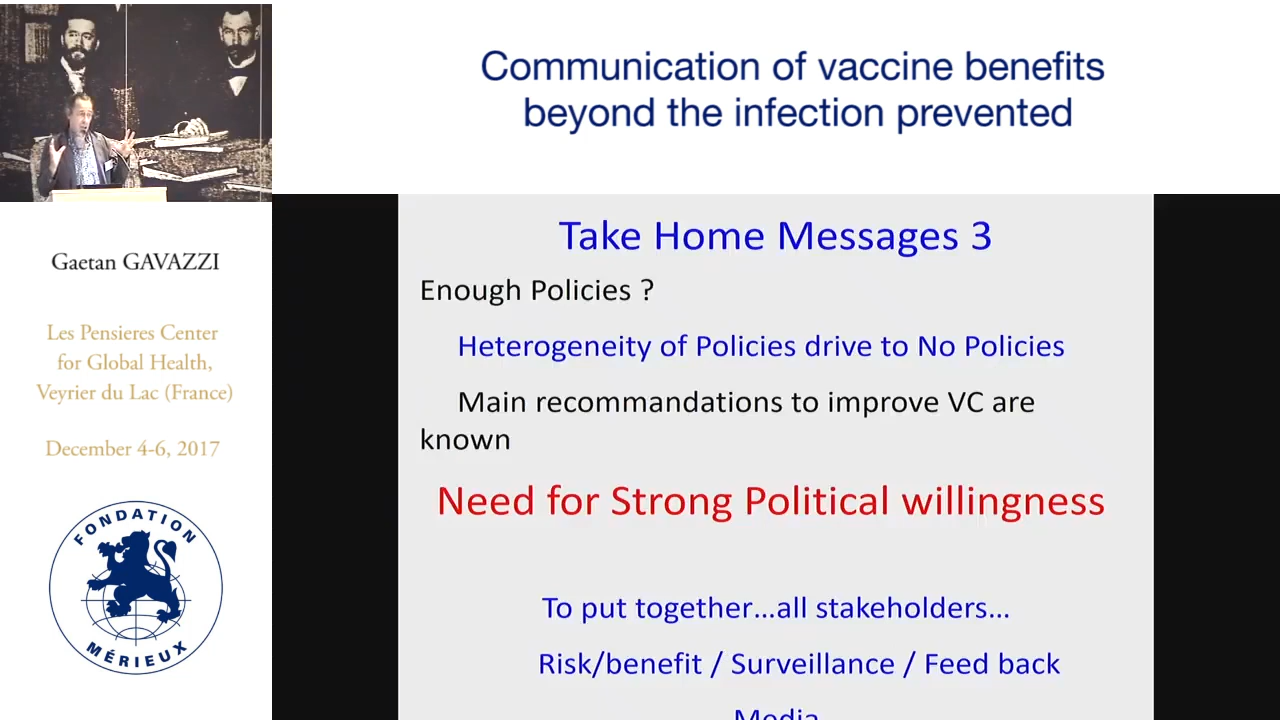 Communication of vaccine benefits
beyond the infection prevented
Gaetan GAVAZZI
Les Pensieres Center
for Global Health,
Veyrier du Lac (France)
December 4-6, 2017
FONDATION
MÉRIEUX
Take Home Messages 3
Enough Policies ?
Heterogeneity of Policies drive to No Policies
Main recommandations to improve VC are
known
Need for Strong Political willingness
To put together...all stakeholders...
Risk/benefit / Surveillance / Feed back
Media